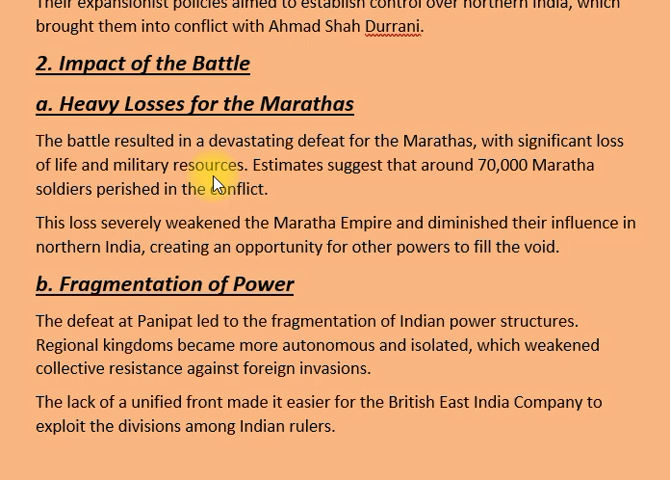 Their expansionist policies aimed to establish control over northern India, which
brought them into conflict with Ahmad Shah Durrani.
2. Impact of the Battle
a. Heavy Losses for the Marathas
The battle resulted in a devastating defeat for the Marathas, with significant loss
of life and military resources. Estimates suggest that around 70,000 Maratha
soldiers perished in the conflict.
This loss severely weakened the Maratha Empire and diminished their influence in
northern India, creating an opportunity for other powers to fill the void.
b. Fragmentation of Power
The defeat at Panipat led to the fragmentation of Indian power structures.
Regional kingdoms became more autonomous and isolated, which weakened
collective resistance against foreign invasions.
The lack of a unified front made it easier for the British East India Company to
exploit the divisions among Indian rulers.